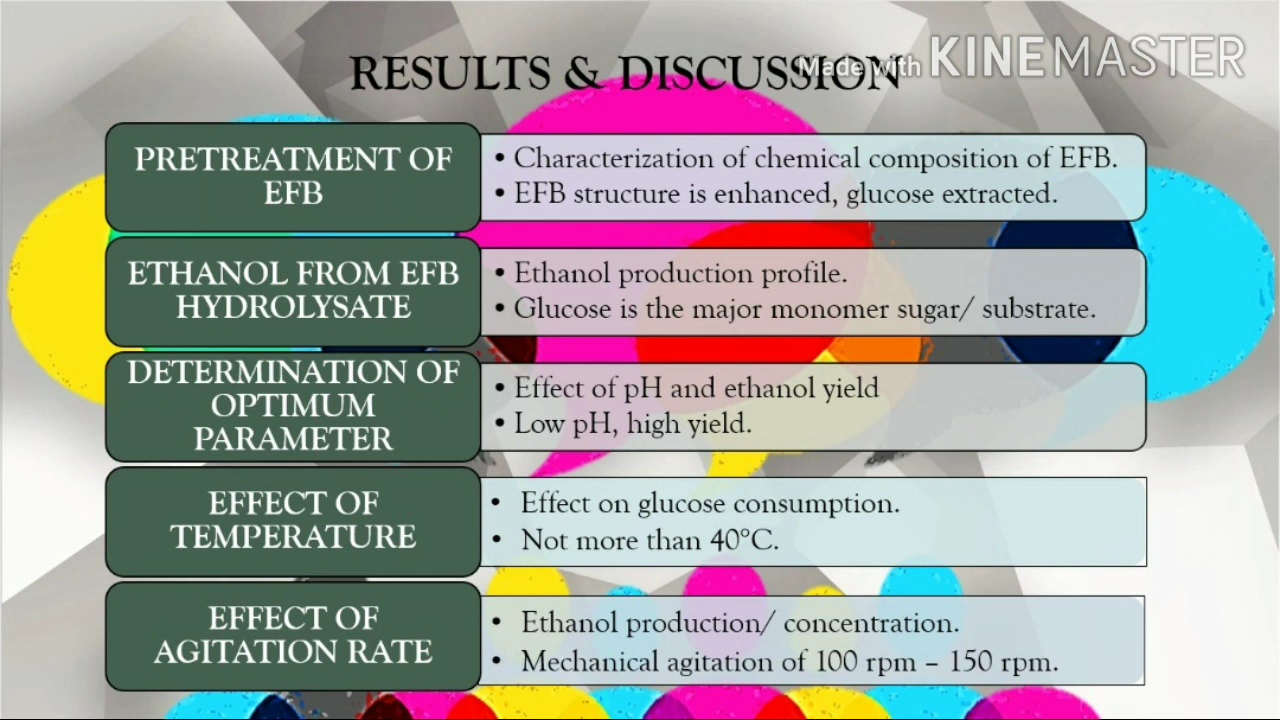 RESULTS & DISCUSSION
Made with KINEMASTER
PRETREATMENT OF
EFB
• Characterization of chemical composition of EFB.
• EFB structure is enhanced, glucose extracted.
ETHANOL FROM EFB
HYDROLYSATE
• Ethanol production profile.
• Glucose is the major monomer sugar/ substrate.
DETERMINATION OF
OPTIMUM
PARAMETER
• Effect of pH and ethanol yield
• Low pH, high yield.
EFFECT OF
TEMPERATURE
• Effect on glucose consumption.
• Not more than 40°C.
EFFECT OF
AGITATION RATE
• Ethanol production/ concentration.
• Mechanical agitation of 100 rpm – 150 rpm.